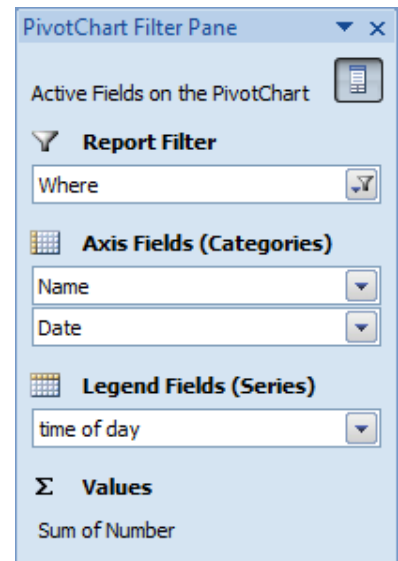 PivotChart Filter Pane
Active Fields on the PivotChart
Report Filter
Where
Axis Fields (Categories)
Name
Date
Legend Fields (Series)
time of day
Σ Values
Sum of Number